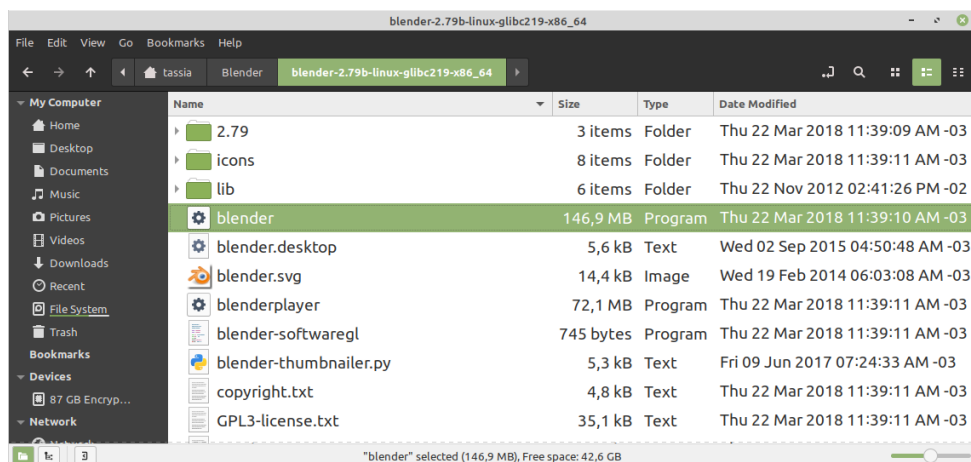 blender-2.79b-linux-glibc219-x86_64
File Edit View Go Bookmarks Help
tassia Blender blender-2.79b-linux-glibc219-x86_64
My Computer
Home
Desktop
Documents
Music
Pictures
Videos
Downloads
Recent
File System
Trash
Bookmarks
Devices
87 GB Encryp...
Network
Name Size Type Date Modified
2.79 3 items Folder Thu 22 Mar 2018 11:39:09 AM -03
icons 8 items Folder Thu 22 Mar 2018 11:39:11 AM -03
lib 6 items Folder Thu 22 Nov 2012 02:41:26 PM -02
blender 146,9 MB Program Thu 22 Mar 2018 11:39:10 AM -03
blender.desktop 5,6 kB Text Wed 02 Sep 2015 04:50:48 AM -03
blender.svg 14,4 kB Image Wed 19 Feb 2014 06:03:08 AM -03
blenderplayer 72,1 MB Program Thu 22 Mar 2018 11:39:11 AM -03
blender-softwaregl 745 bytes Program Thu 22 Mar 2018 11:39:11 AM -03
blender-thumbnailer.py 5,3 kB Text Fri 09 Jun 2017 07:24:33 AM -03
copyright.txt 4,8 kB Text Thu 22 Mar 2018 11:39:11 AM -03
GPL3-license.txt 35,1 kB Text Thu 22 Mar 2018 11:39:11 AM -03
"blender" selected (146,9 MB), Free space: 42,6 GB